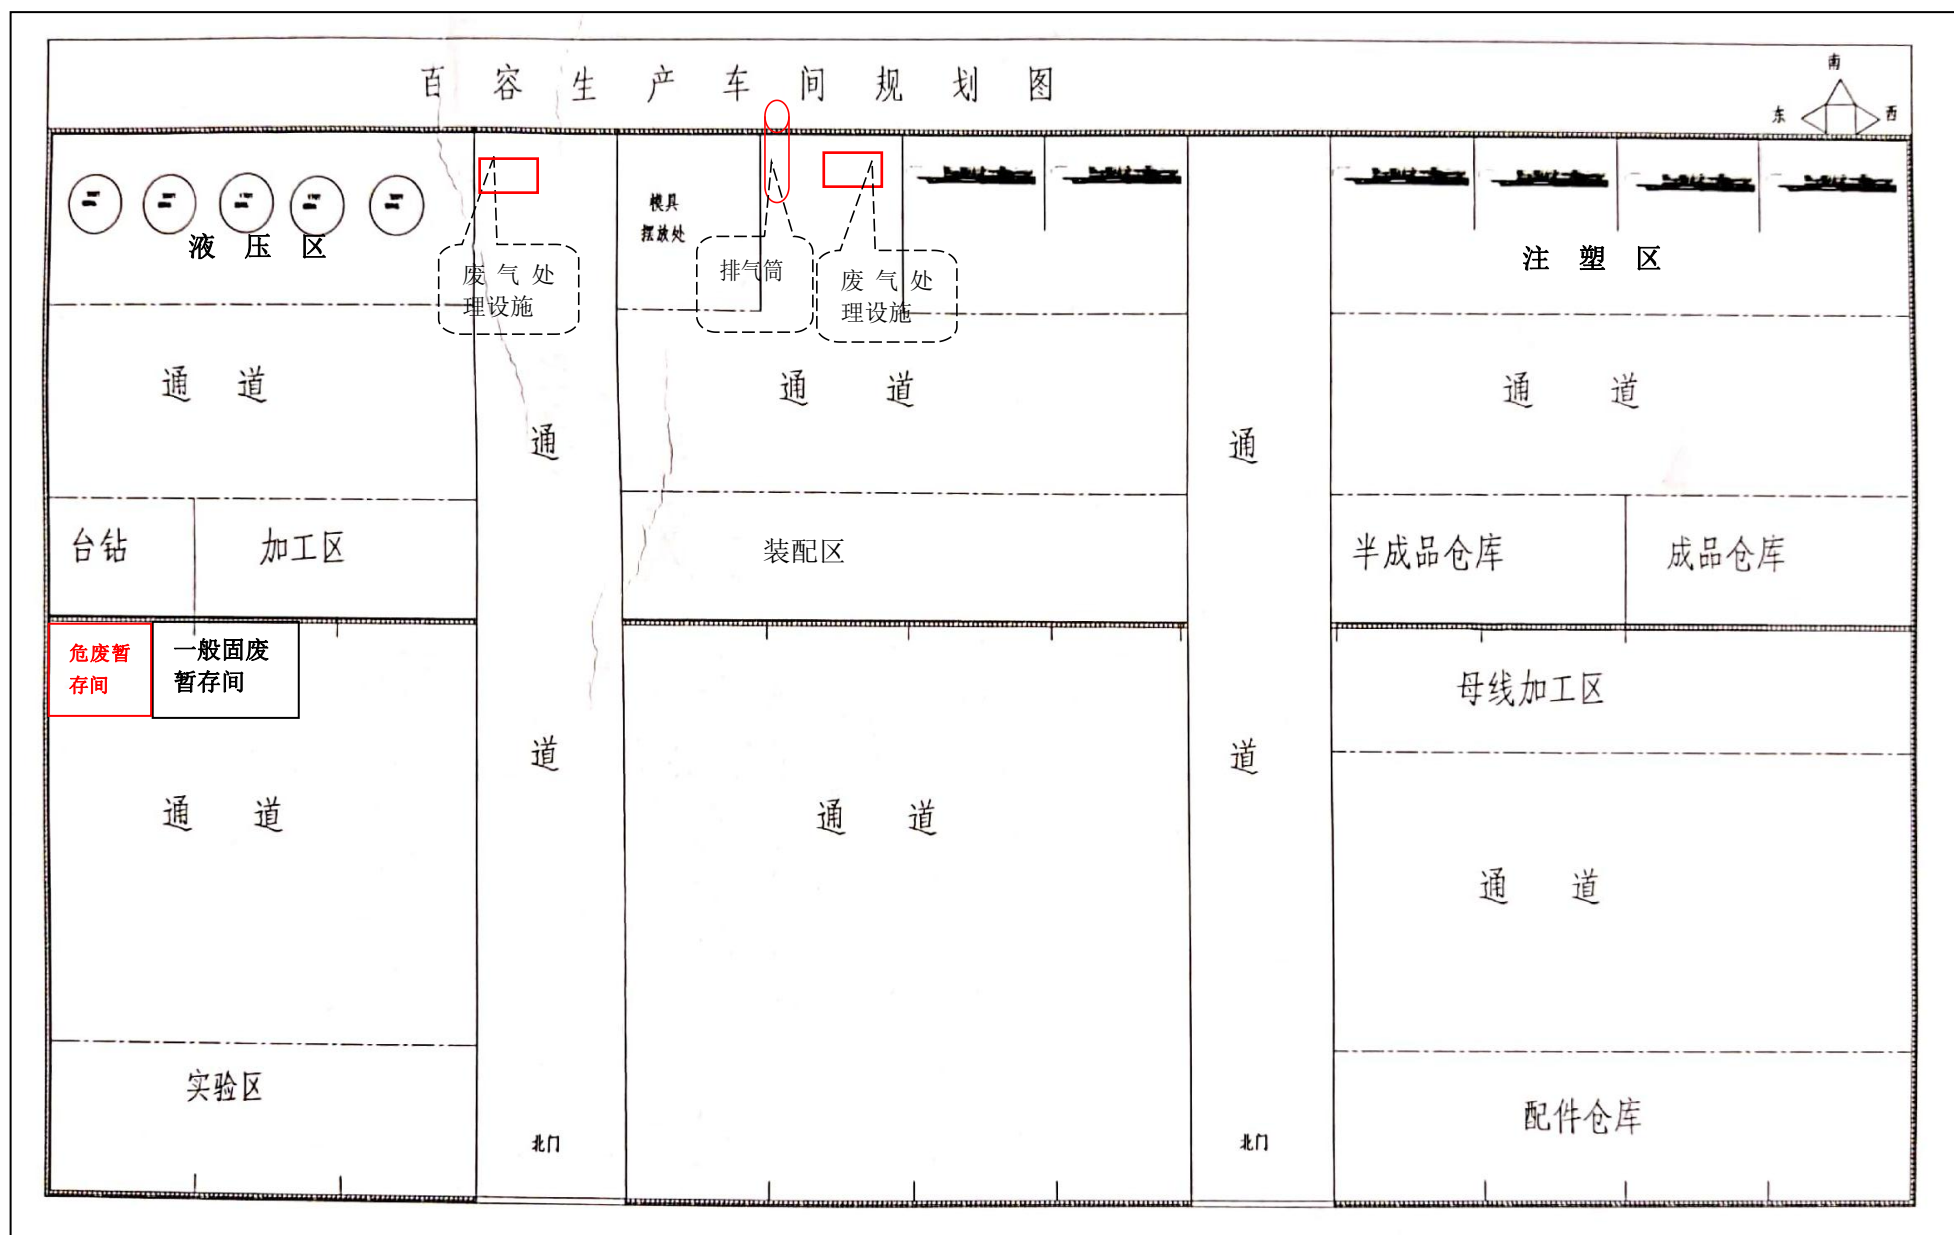 百容生产车间规划图
南
东 西
模具
摆放处
液压区
废气处
理设施
排气筒
废气处
理设施
注塑区
通道
通道
通道
通
通
台钻
加工区
装配区
半成品仓库
成品仓库
危废暂
存间
一般固废
暂存间
母线加工区
道
道
通道
通道
通道
实验区
配件仓库
北门
北门